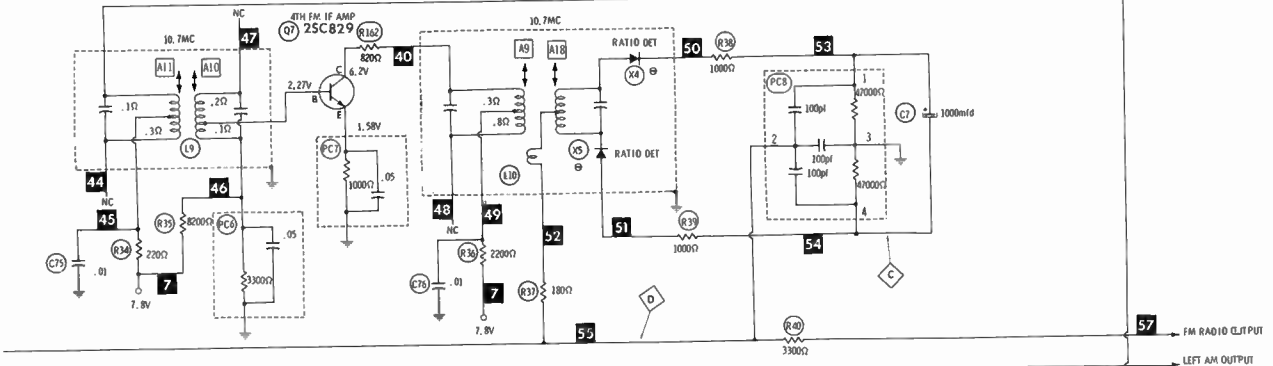 NC
47
4TH FM IF AMP
Q7 2SC829
R162
820Ω
40
10.7MC
A11
A10
.1Ω
.3Ω
.2Ω
.1Ω
L9
2.27V
C
6.2V
B
E
1.58V
PC7
1000Ω
.05
44
NC
45
C75
.01
R34
220Ω
7
7.8V
R35
8200Ω
46
PC6
.05
3300Ω
10.7MC
A9
A18
.3Ω
.8Ω
RATIO DET
X4
X5
RATIO DET
48
NC
49
C76
.01
R36
2200Ω
7
7.8V
52
R37
180Ω
55
D
50
R38
1000Ω
53
51
R39
1000Ω
54
PC8
1
47000Ω
100pf
2
100pf
3
100pf
47000Ω
4
C7
+
1000mfd
C
R40
3300Ω
57
FM RADIO OUTPUT
LEFT AM OUTPUT